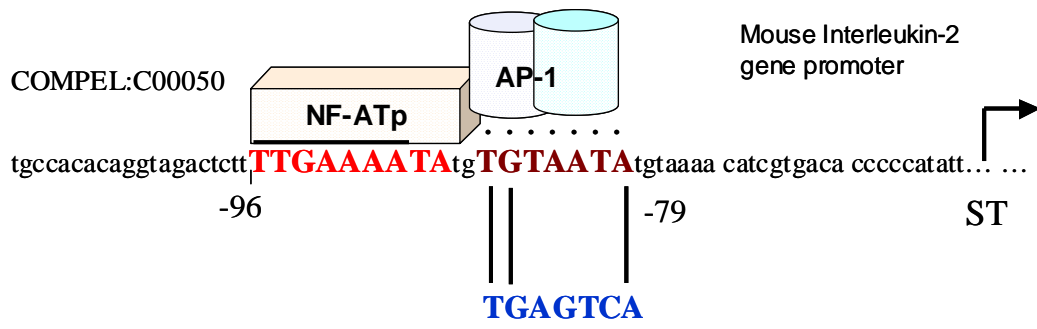 Mouse Interleukin-2
gene promoter
COMPEL:C00050
AP-1
NF-ATp
tgccacacaggtagactcttTTGAAAATAtgTGTAATAtgtaaaa catcgtgaca cccccatatt... ...
-96
-79
ST
TGAGTCA